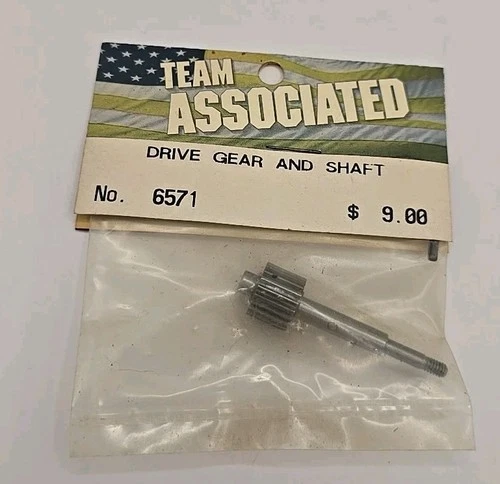 TEAM
ASSOCIATED
DRIVE GEAR AND SHAFT
No. 6571
$ 9.00